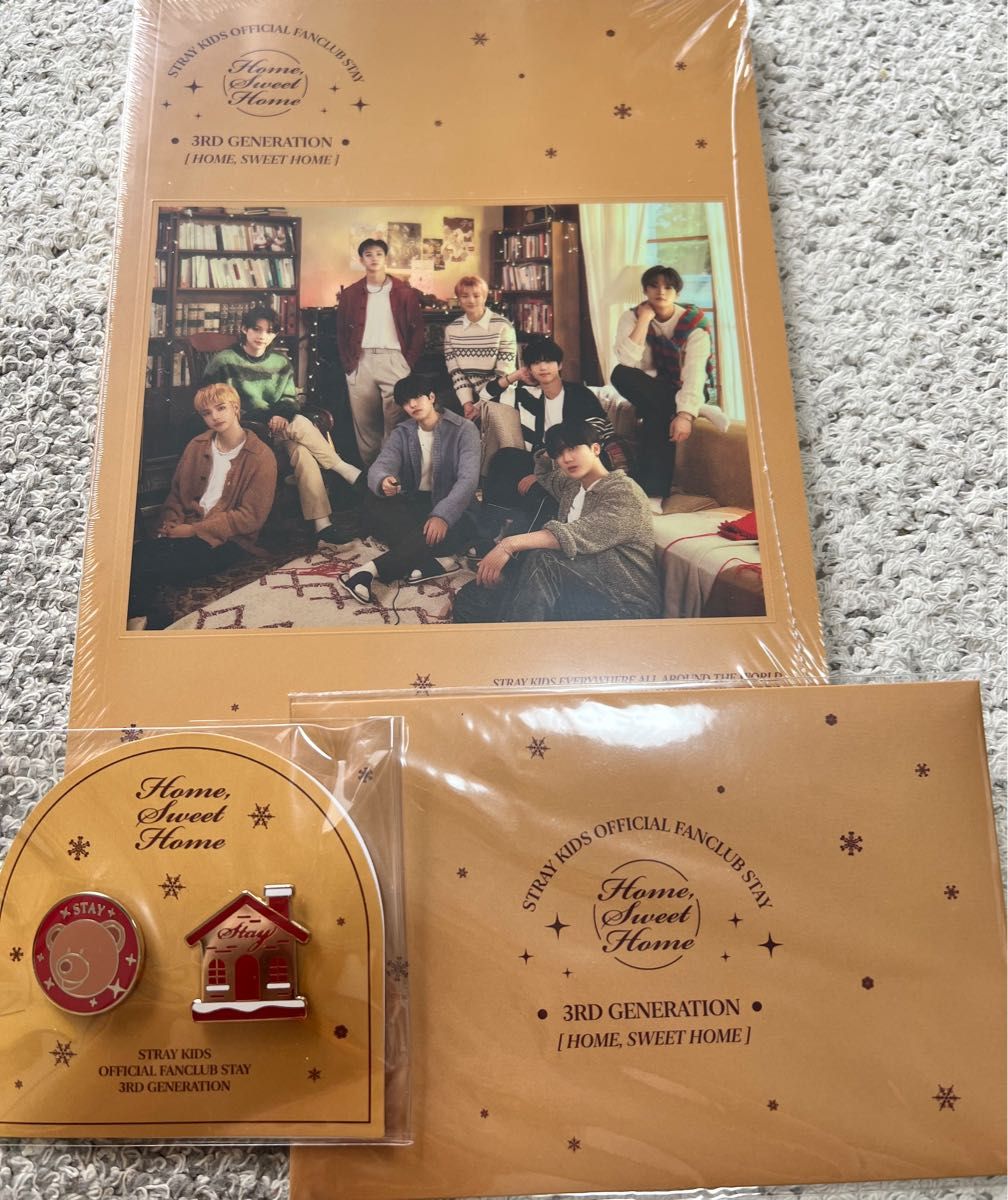 STRAY KIDS OFFICIAL FANCLUB STAY
Home,
Sweet
Home
3RD GENERATION
[ HOME, SWEET HOME ]
STRAY KIDS EVERYWHERE ALL AROUND THE WORLD
Home,
Sweet
Home
STAY
Stay
STRAY KIDS
OFFICIAL FANCLUB STAY
3RD GENERATION
STRAY KIDS OFFICIAL FANCLUB STAY
Home,
Sweet
Home
3RD GENERATION
[ HOME, SWEET HOME ]